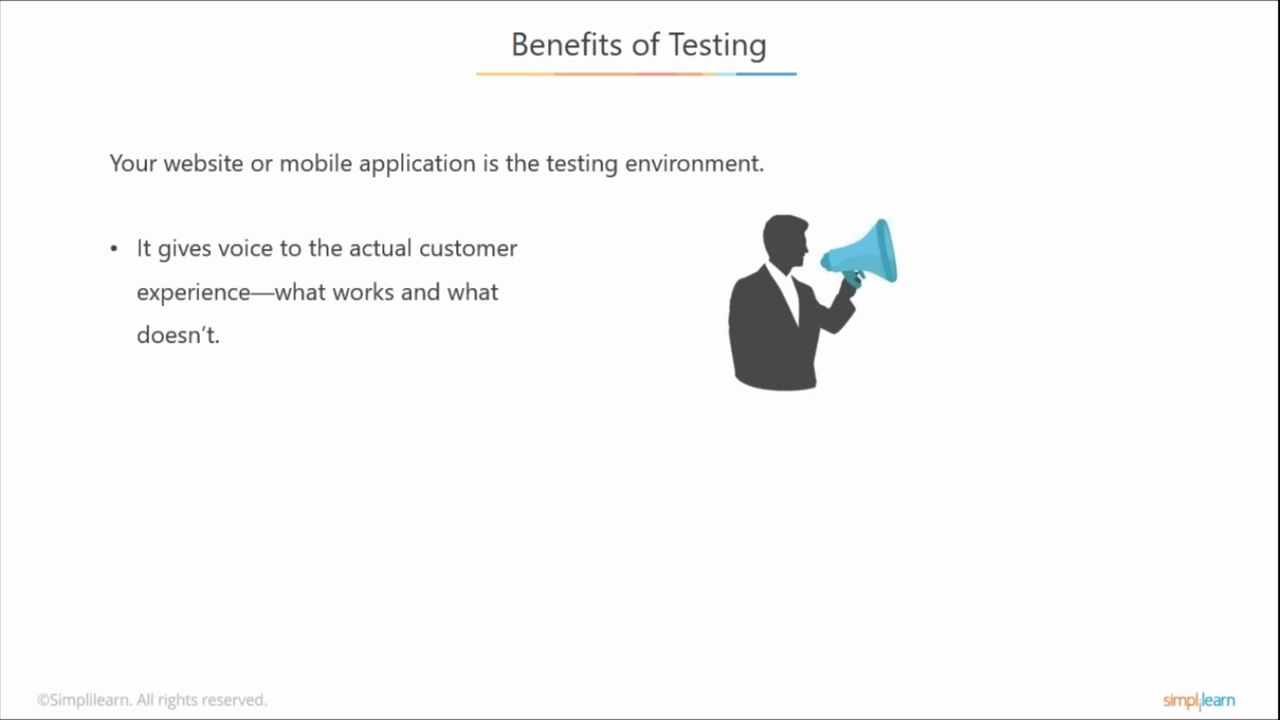 Benefits of Testing
Your website or mobile application is the testing environment.
• It gives voice to the actual customer
experience—what works and what
doesn’t.
©Simplilearn. All rights reserved.
simplilearn